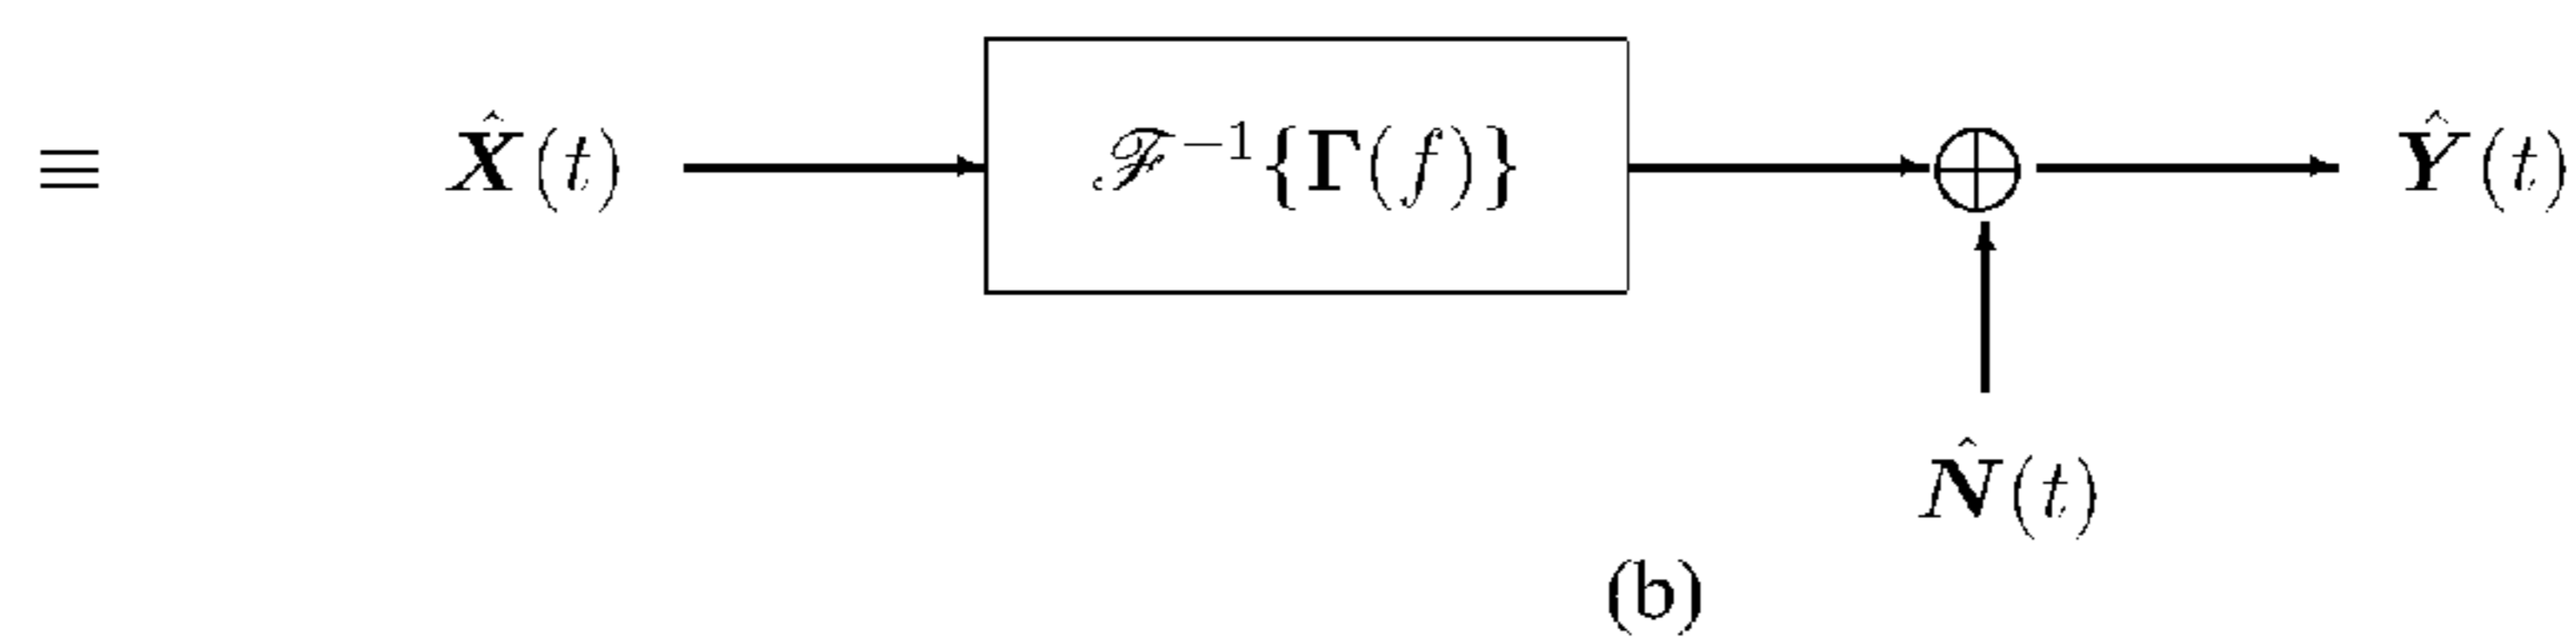 ≡ X̂(t) ℱ⁻¹{Γ(f)} ⊕ Ŷ(t)
N̂(t)
(b)